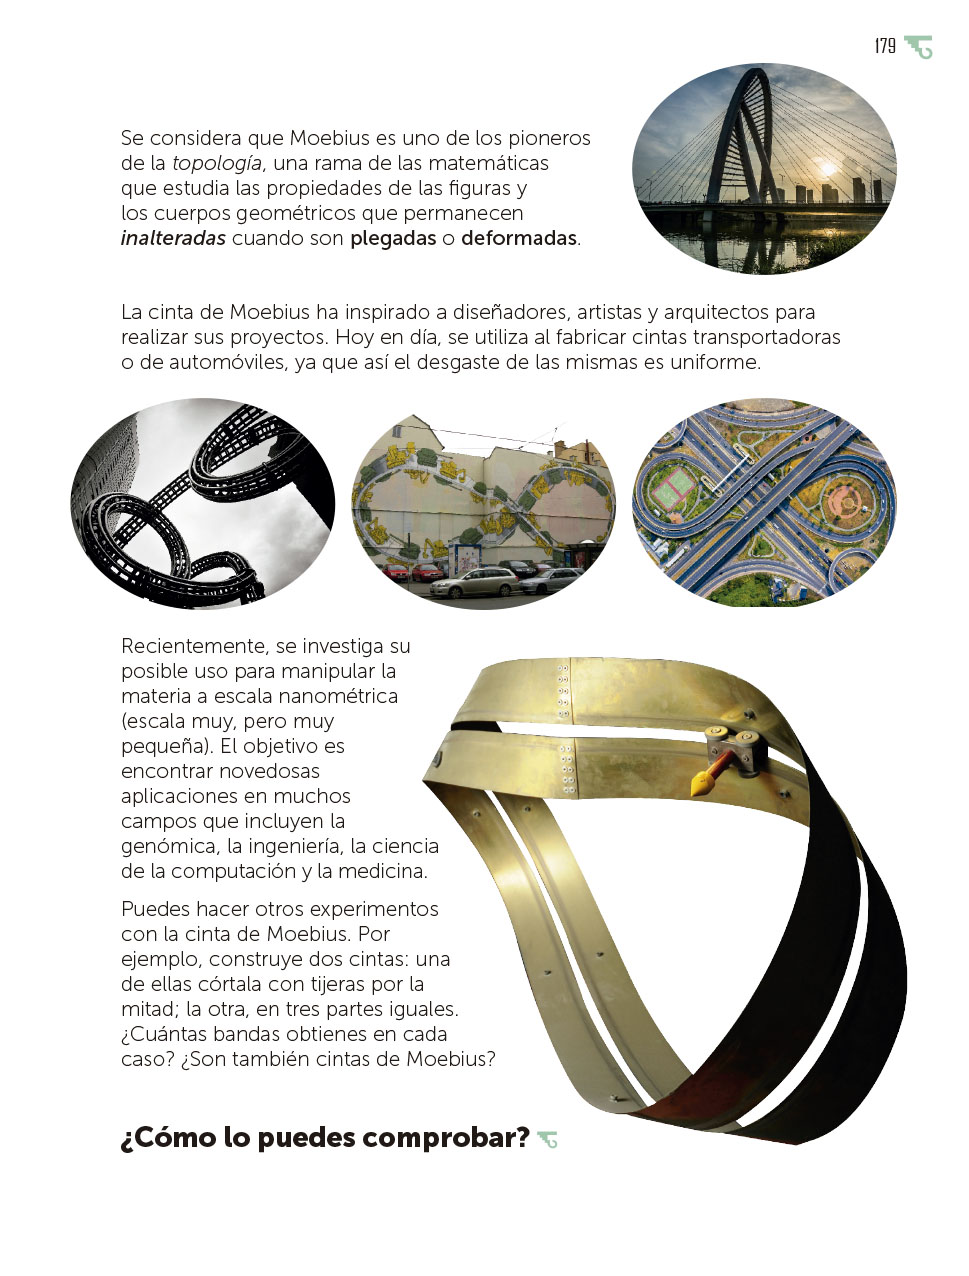 179
Se considera que Moebius es uno de los pioneros
de la topología, una rama de las matemáticas
que estudia las propiedades de las figuras y
los cuerpos geométricos que permanecen
inalteradas cuando son plegadas o deformadas.
La cinta de Moebius ha inspirado a diseñadores, artistas y arquitectos para
realizar sus proyectos. Hoy en día, se utiliza al fabricar cintas transportadoras
o de automóviles, ya que así el desgaste de las mismas es uniforme.
Recientemente, se investiga su
posible uso para manipular la
materia a escala nanométrica
(escala muy, pero muy
pequeña). El objetivo es
encontrar novedosas
aplicaciones en muchos
campos que incluyen la
genómica, la ingeniería, la ciencia
de la computación y la medicina.
Puedes hacer otros experimentos
con la cinta de Moebius. Por
ejemplo, construye dos cintas: una
de ellas córtala con tijeras por la
mitad; la otra, en tres partes iguales.
¿Cuántas bandas obtienes en cada
caso? ¿Son también cintas de Moebius?
¿Cómo lo puedes comprobar?